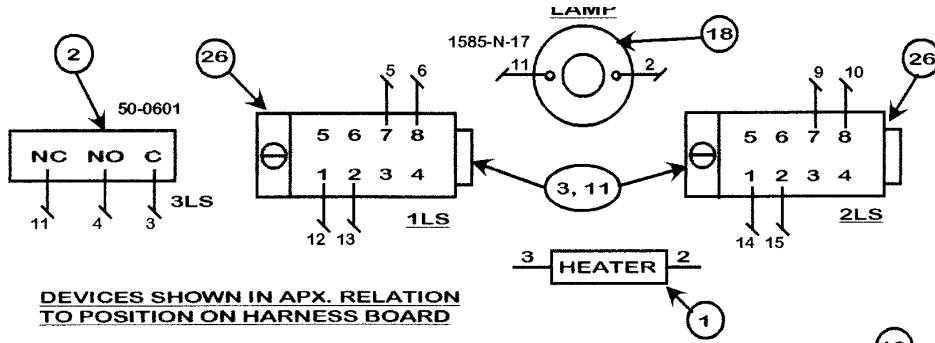 LAMP
1585-N-17
18
2
26
11
2
5
6
9
10
26
50-0601
NC NO C
5 6 7 8
1 2 3 4
5 6 7 8
1 2 3 4
3, 11
11
4
3
3LS
12
13
1LS
14
15
2LS
3
HEATER
2
1
DEVICES SHOWN IN APX. RELATION
TO POSITION ON HARNESS BOARD